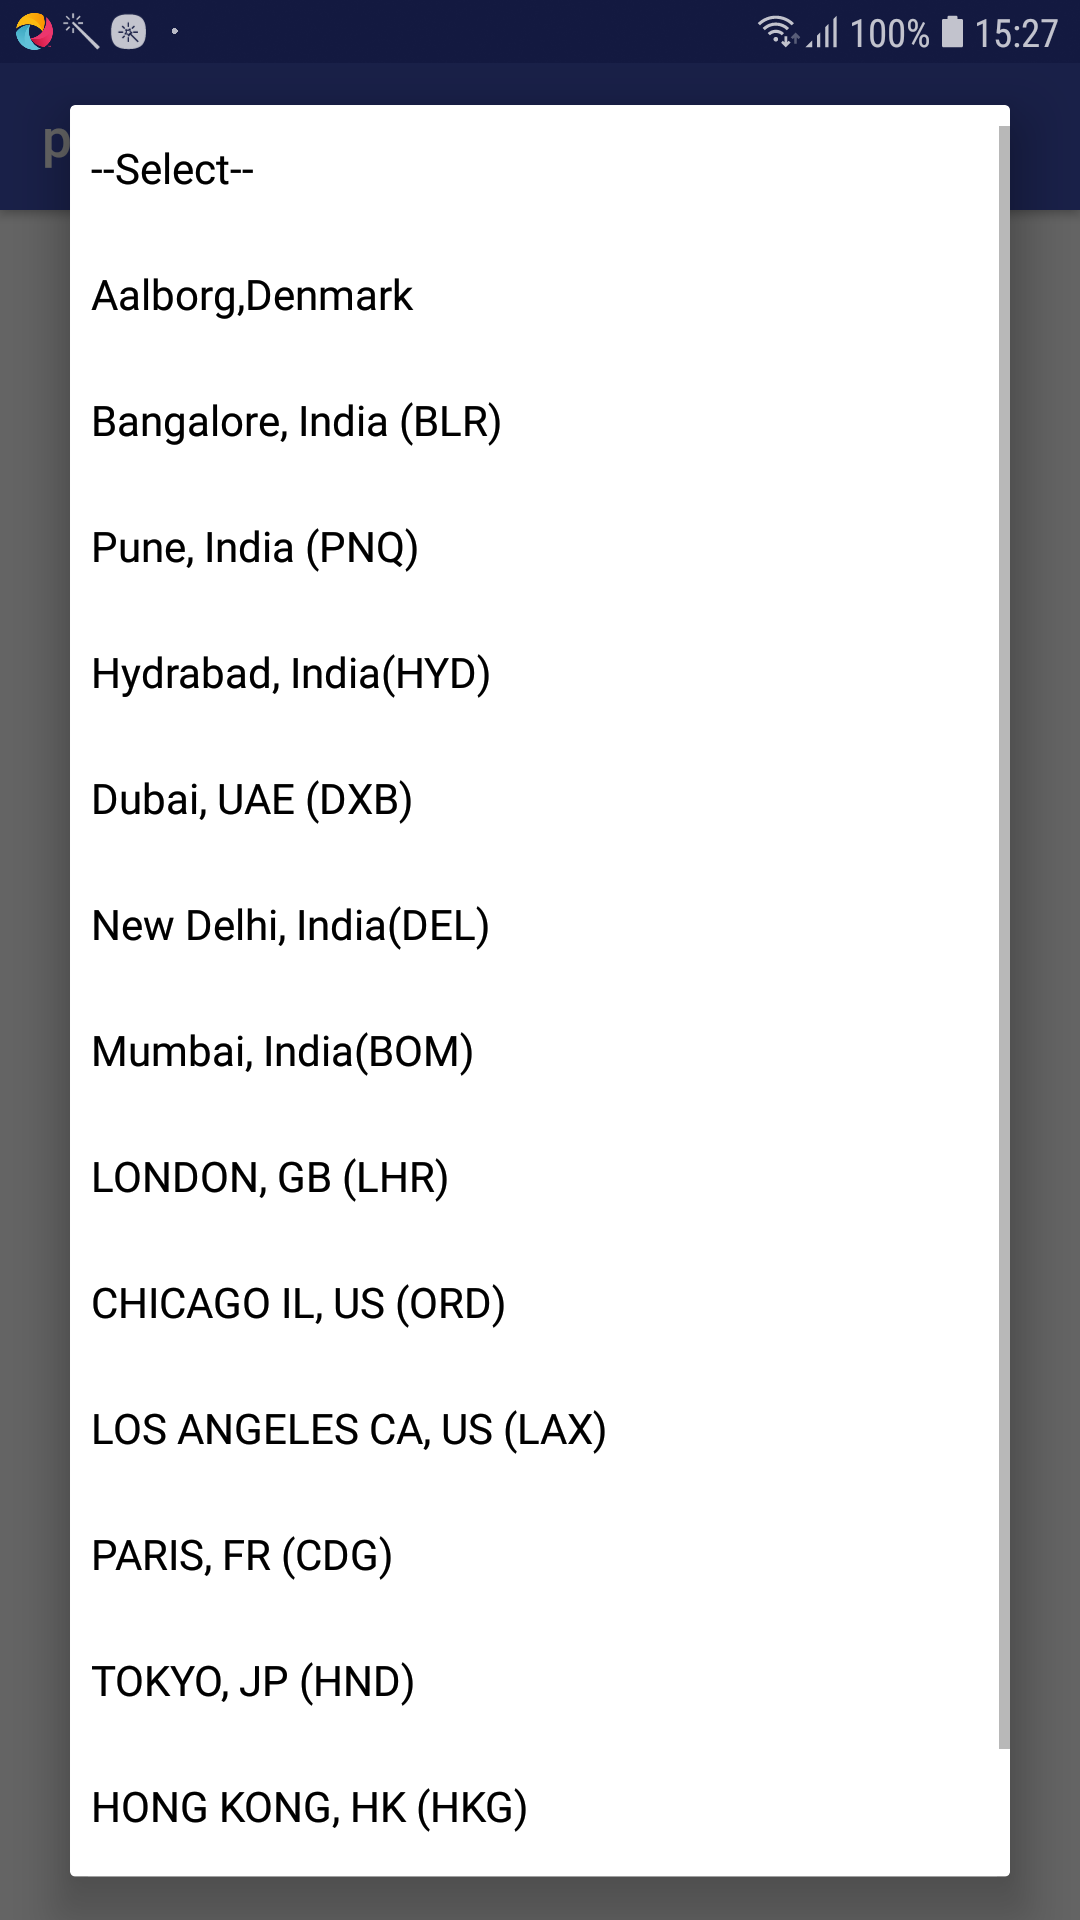 100% 15:27
p
--Select--
Aalborg,Denmark
Bangalore, India (BLR)
Pune, India (PNQ)
Hydrabad, India(HYD)
Dubai, UAE (DXB)
New Delhi, India(DEL)
Mumbai, India(BOM)
LONDON, GB (LHR)
CHICAGO IL, US (ORD)
LOS ANGELES CA, US (LAX)
PARIS, FR (CDG)
TOKYO, JP (HND)
HONG KONG, HK (HKG)